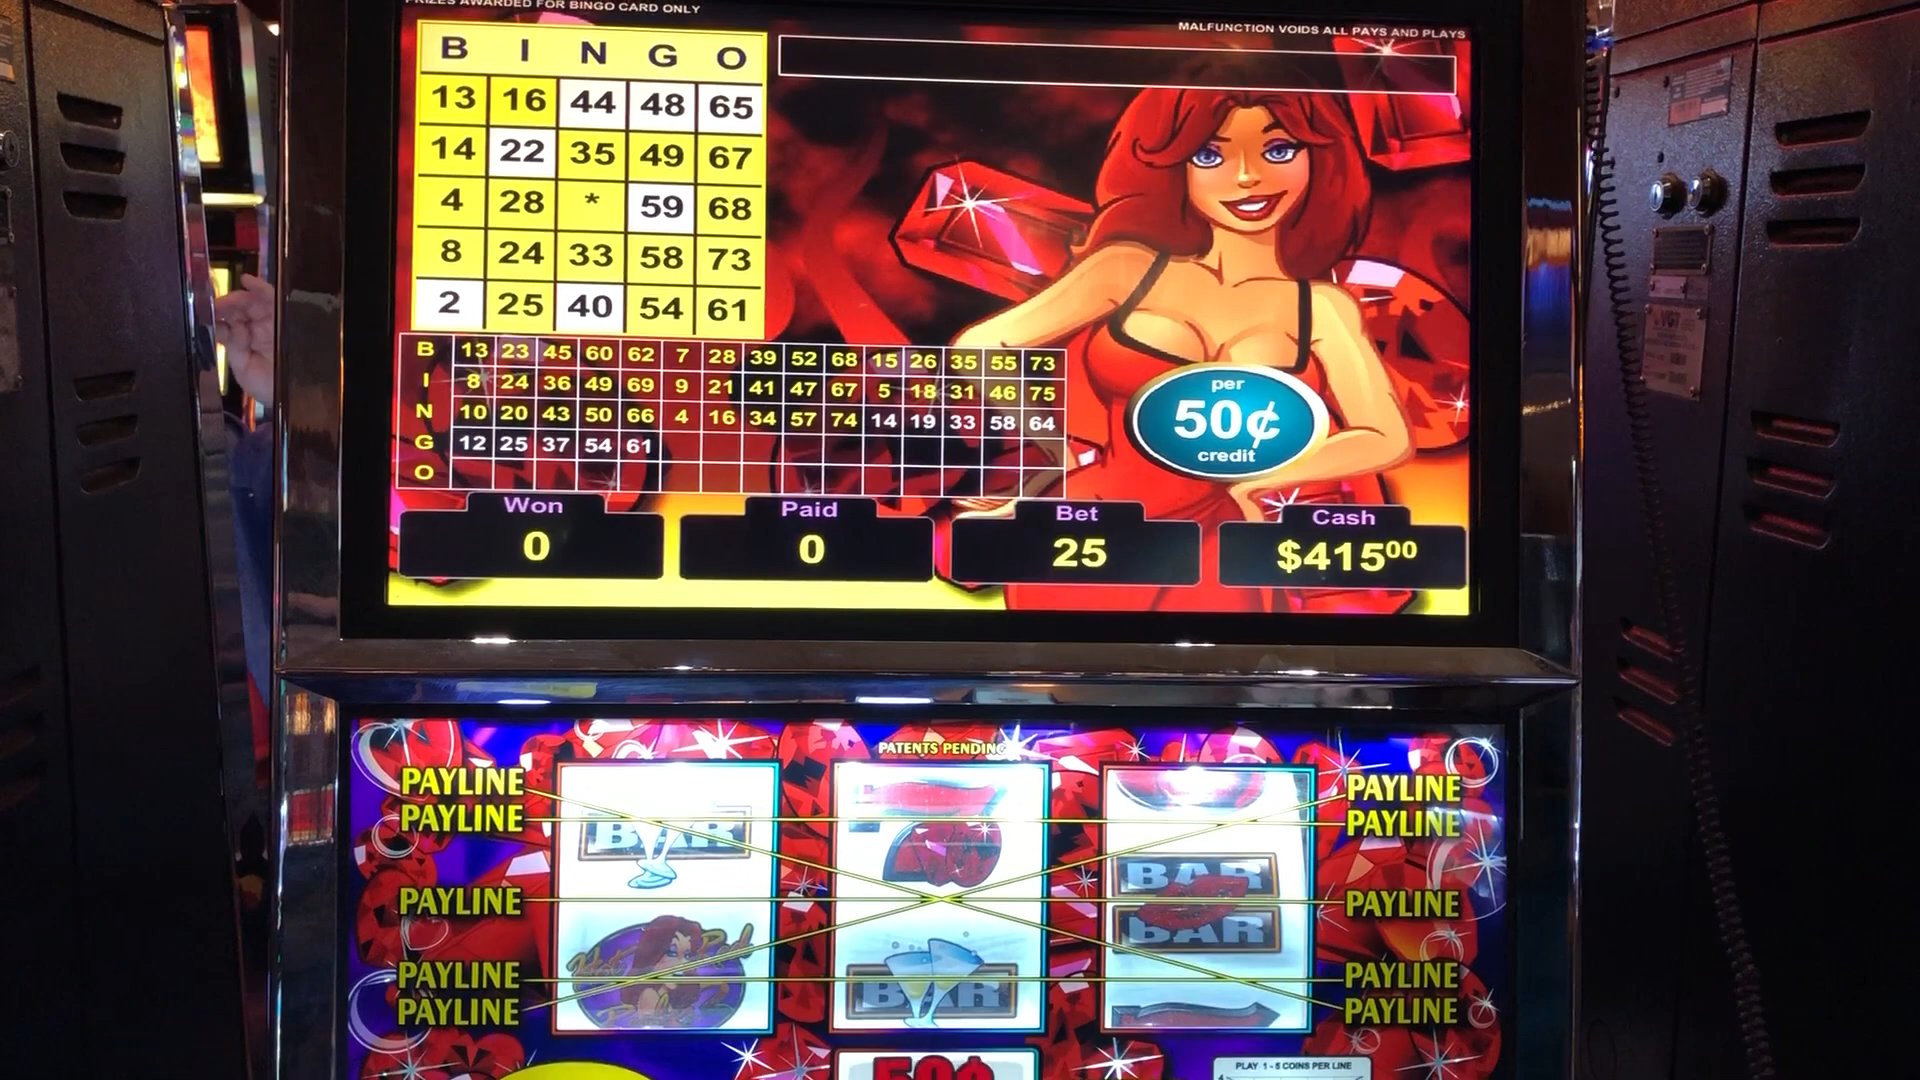 PRIZES AWARDED FOR BINGO CARD ONLY
MALFUNCTION VOIDS ALL PAYS AND PLAYS
B I N G O
13 16 44 48 65
14 22 35 49 67
4 28 * 59 68
8 24 33 58 73
2 25 40 54 61
B 13 23 45 60 62 7 28 39 52 68 15 26 35 55 73
I 8 24 36 49 69 9 21 41 47 67 5 18 31 46 75
N 10 20 43 50 66 4 16 34 57 74 14 19 33 58 64
G 12 25 37 54 61
O
per
50¢
credit
Won Paid Bet Cash
0 0 25 $415⁰⁰
VGT
PATENTS PENDING
PAYLINE PAYLINE
PAYLINE PAYLINE
BAR
BAR
PAYLINE PAYLINE
BAR
Hot Red
PAYLINE PAYLINE
BAR
PAYLINE PAYLINE
50¢
PLAY 1 - 5 COINS PER LINE